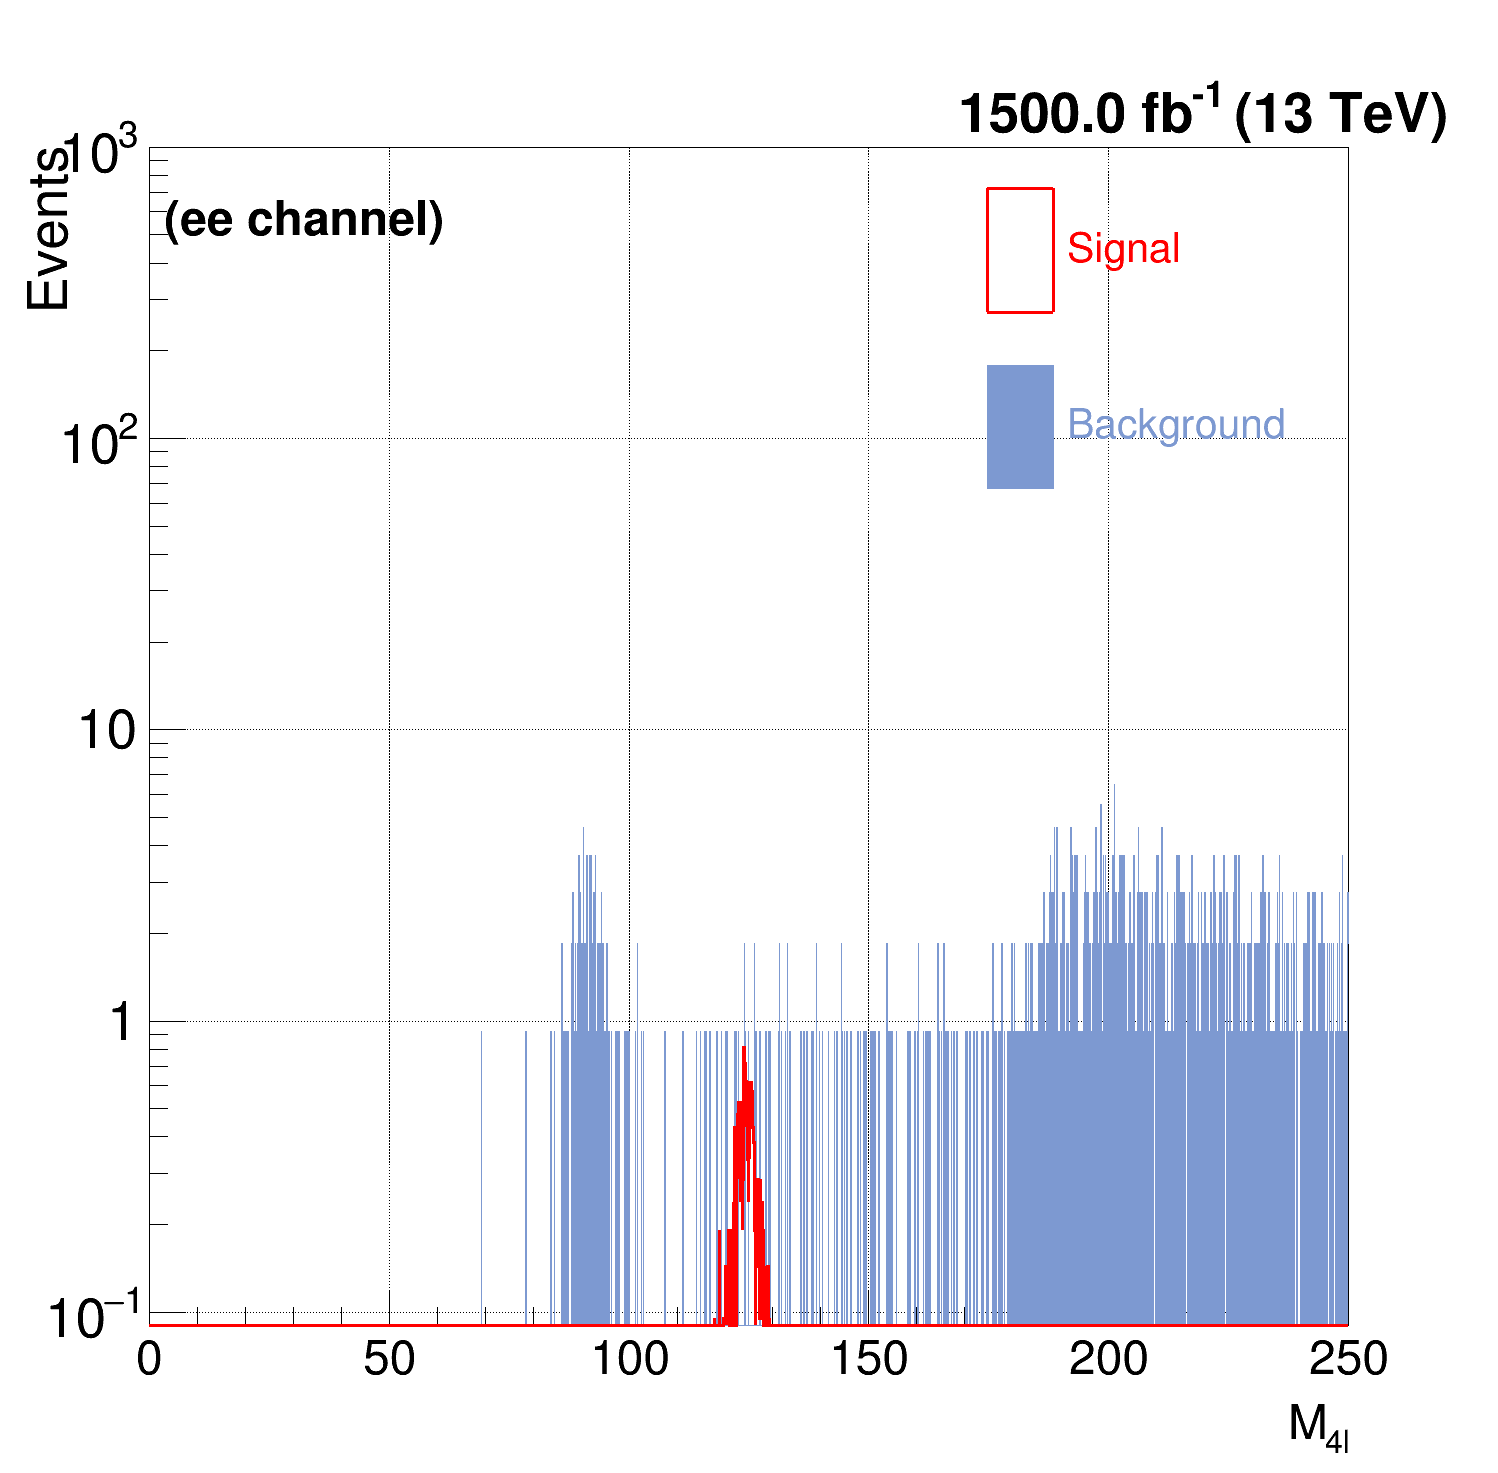 1500.0 fb-1 (13 TeV)
Events
10³
(ee channel)
Signal
10²
Background
10
1
10⁻¹
0 50 100 150 200 250
M4l